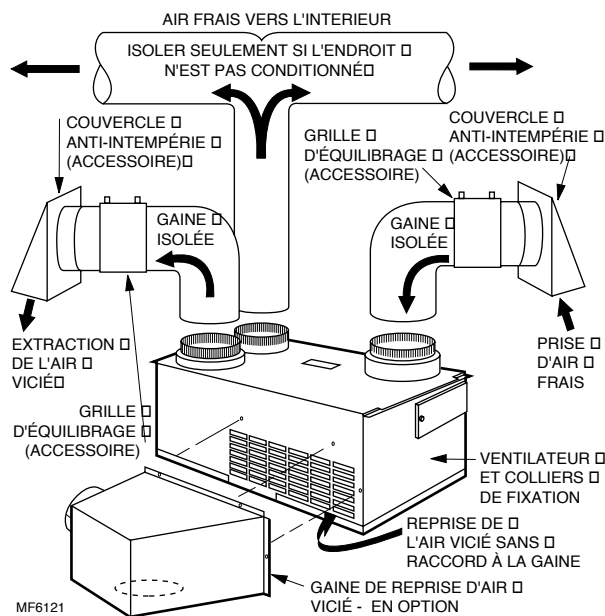 AIR FRAIS VERS L'INTERIEUR
ISOLER SEULEMENT SI L'ENDROIT
N'EST PAS CONDITIONNÉ
COUVERCLE
ANTI-INTEMPÉRIE
(ACCESSOIRE)
GRILLE
D'ÉQUILIBRAGE
(ACCESSOIRE)
COUVERCLE
ANTI-INTEMPÉRIE
(ACCESSOIRE)
GAINE
ISOLÉE
GAINE
ISOLÉE
EXTRACTION
DE L'AIR
VICIÉ
PRISE
D'AIR
FRAIS
GRILLE
D'ÉQUILIBRAGE
(ACCESSOIRE)
VENTILATEUR
ET COLLIERS
DE FIXATION
REPRISE DE
L'AIR VICIÉ SANS
RACCORD À LA GAINE
GAINE DE REPRISE D'AIR
VICIÉ - EN OPTION
MF6121